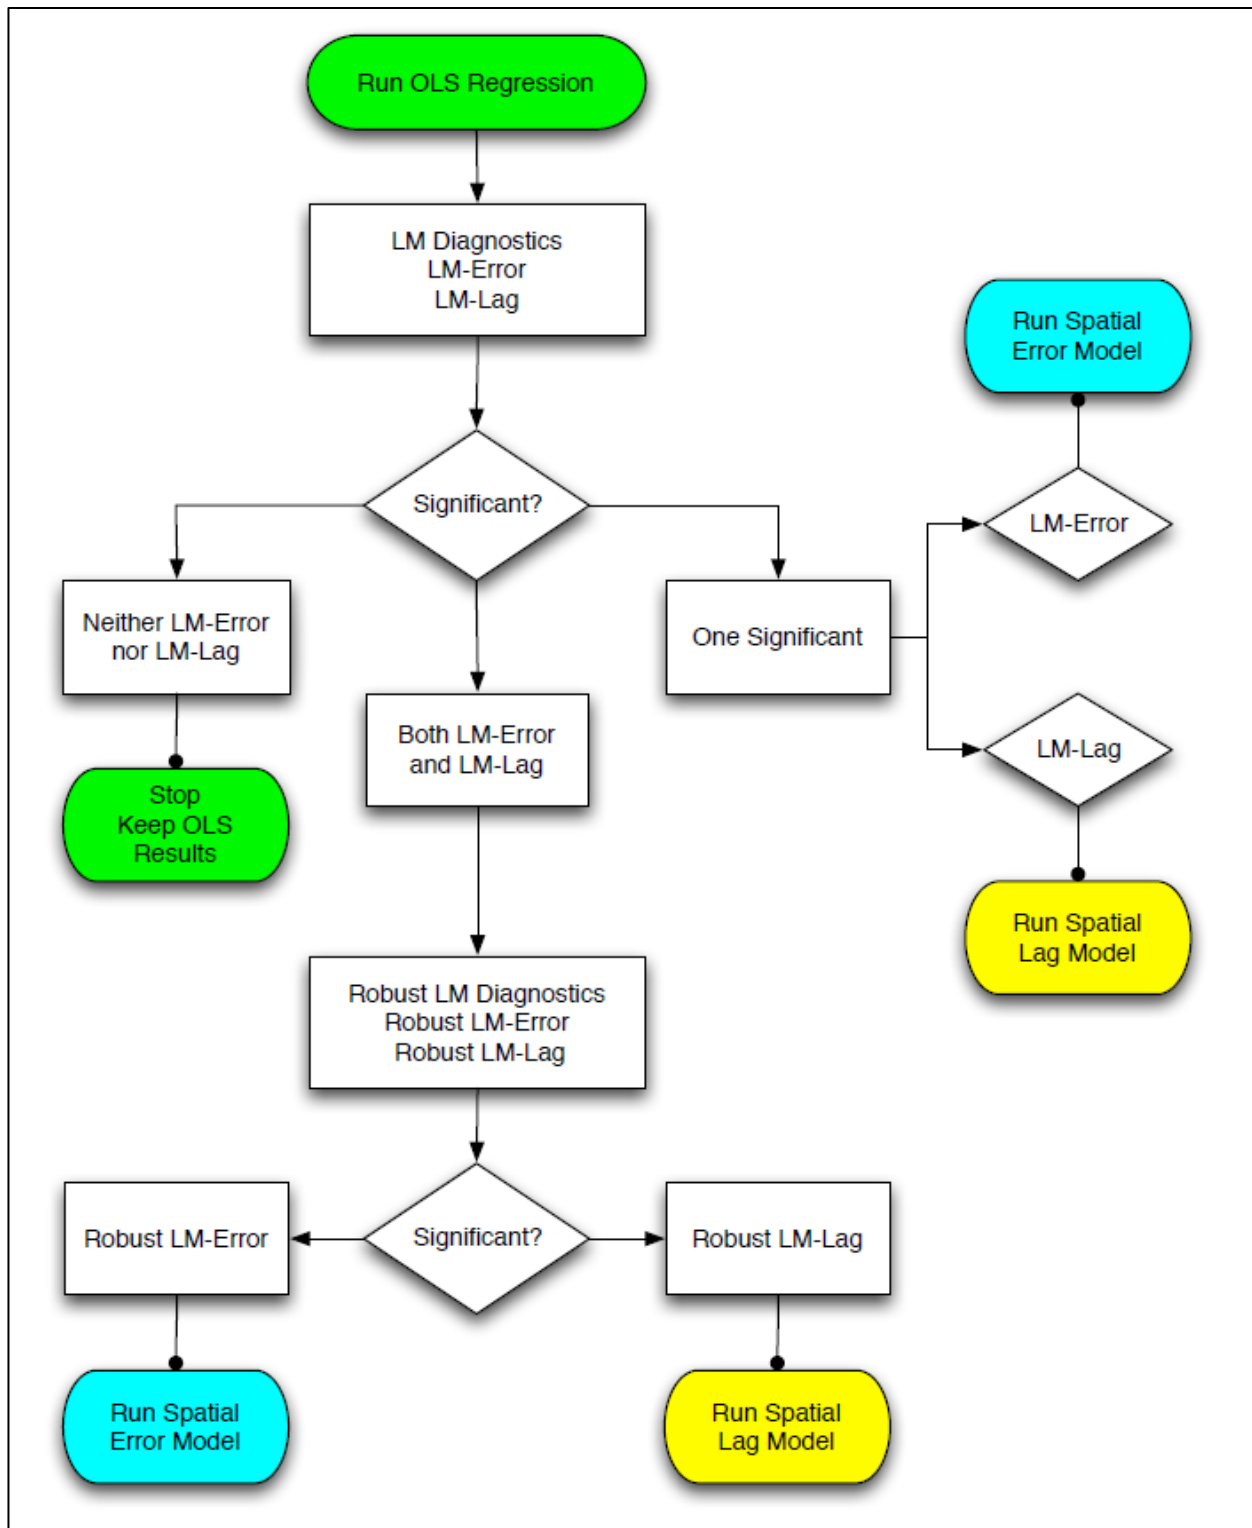 Run OLS Regression
LM Diagnostics
LM-Error
LM-Lag
Run Spatial
Error Model
Significant?
LM-Error
Neither LM-Error
nor LM-Lag
One Significant
Both LM-Error
and LM-Lag
LM-Lag
Stop
Keep OLS
Results
Run Spatial
Lag Model
Robust LM Diagnostics
Robust LM-Error
Robust LM-Lag
Robust LM-Error
Significant?
Robust LM-Lag
Run Spatial
Error Model
Run Spatial
Lag Model